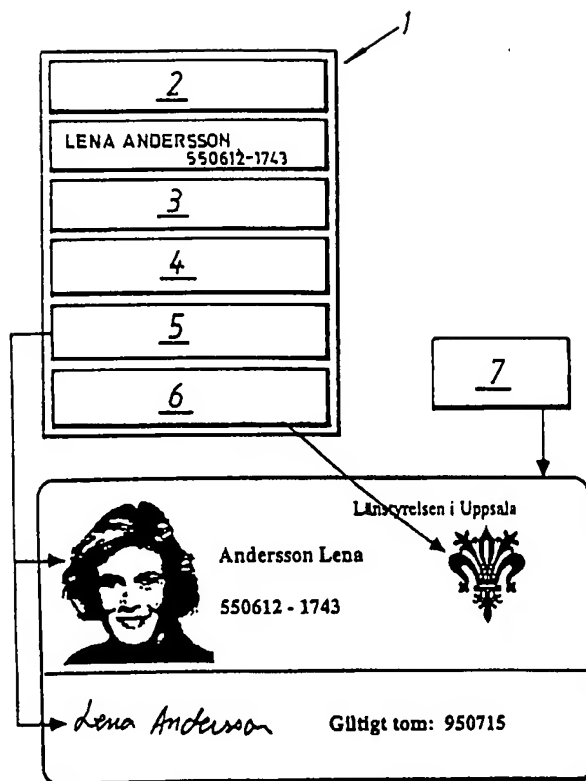 1
2
LENA ANDERSSON,
550612-1743
3
4
5
6
7
Länstyrelsen i Uppsala
Andersson Lena
550612 - 1743
Lena Andersson
Giltigt tom: 950715